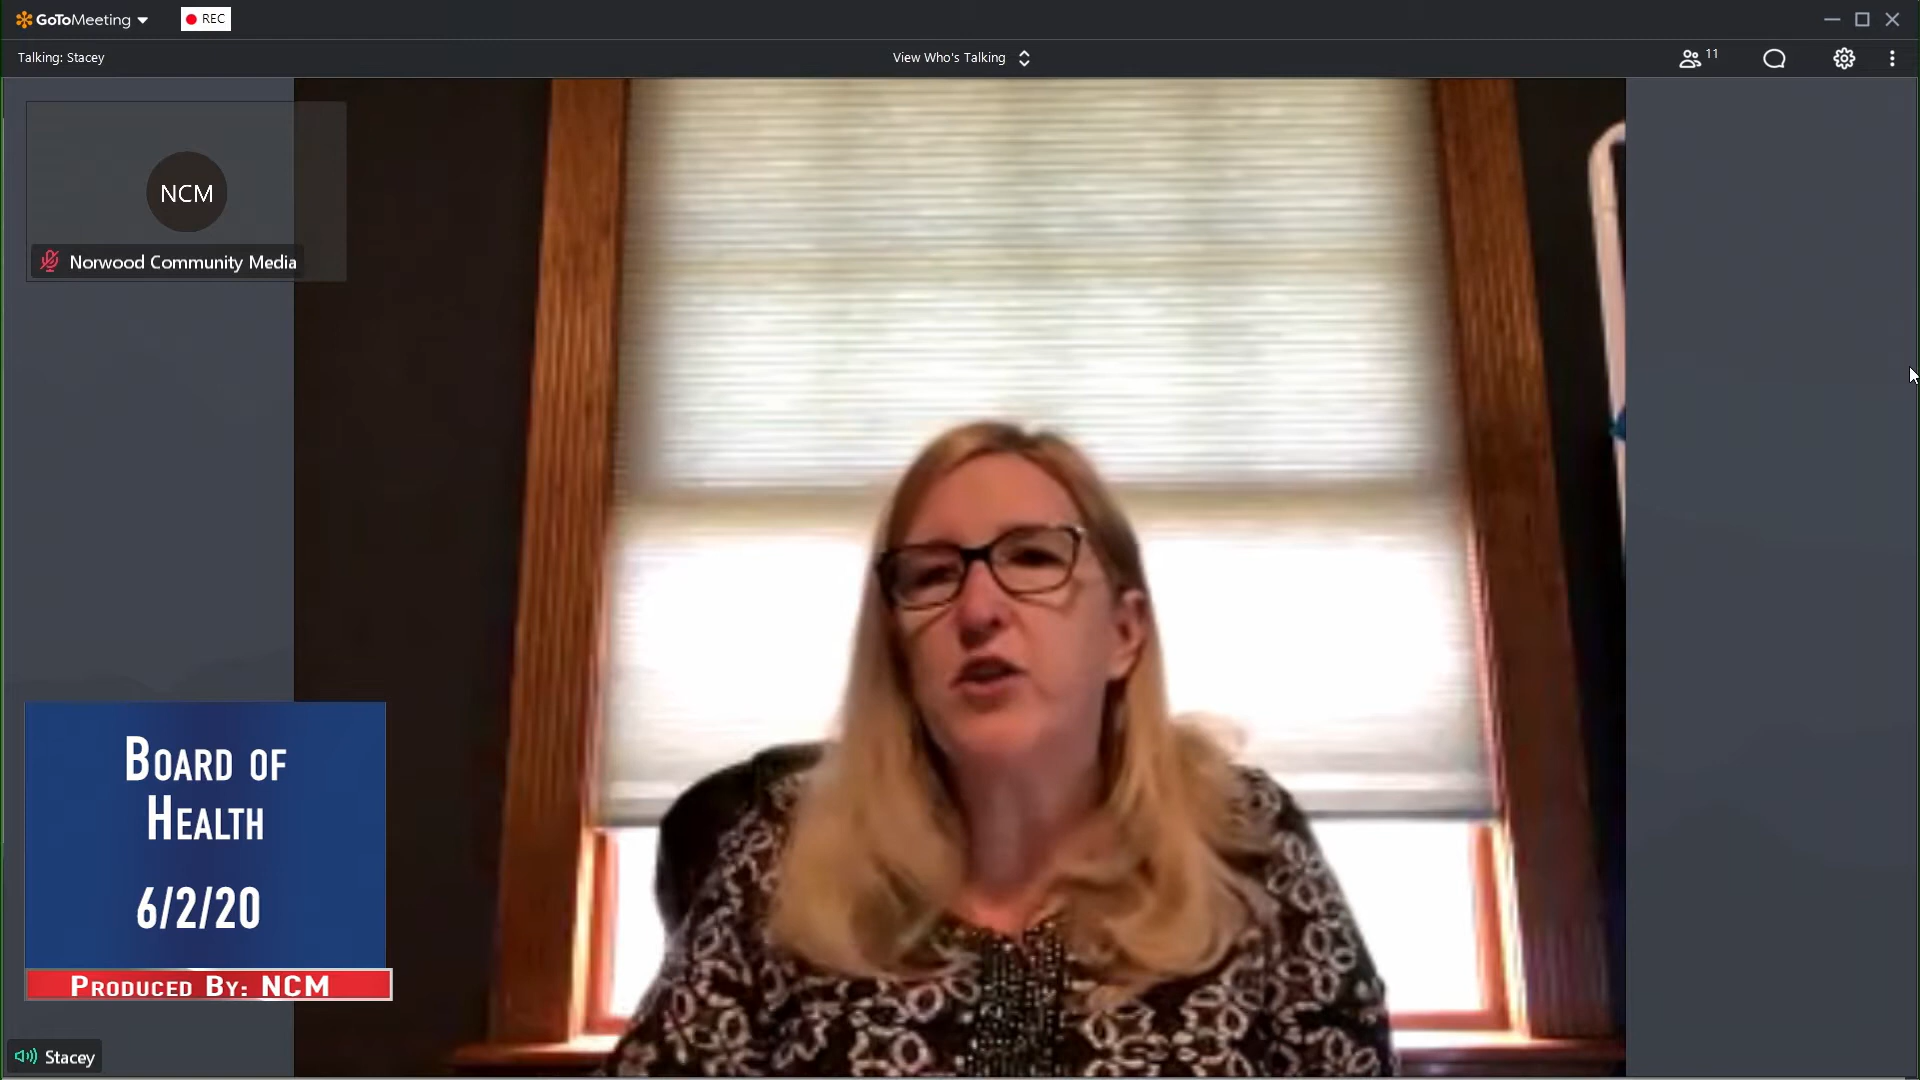 GoToMeeting
REC
Talking: Stacey
View Who's Talking
11
NCM
Norwood Community Media
Board of
Health
6/2/20
Produced By: NCM
Stacey